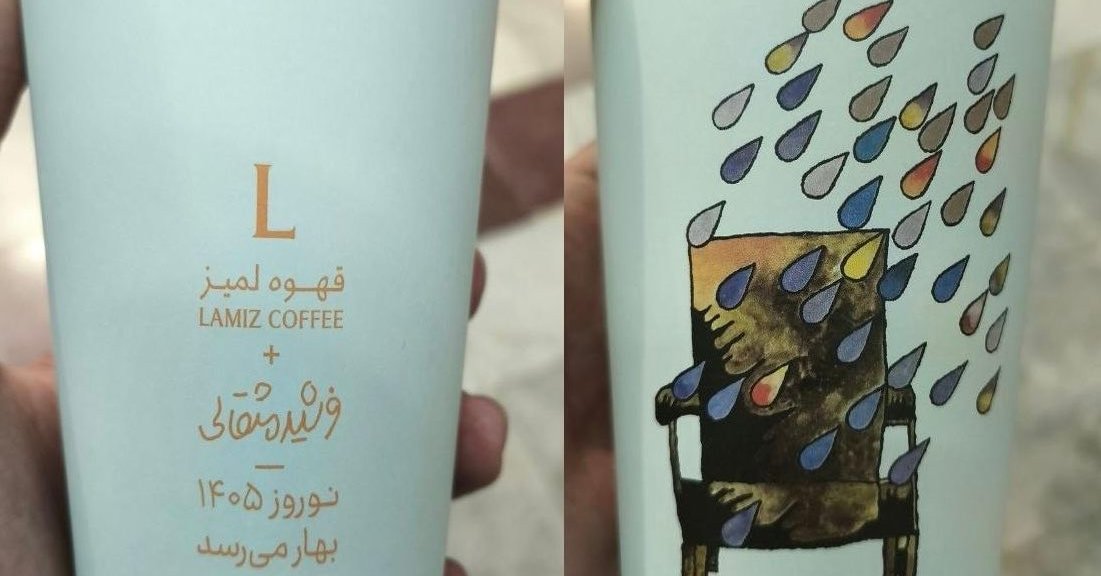 L
قهوه لمیز
LAMIZ COFFEE
+
فرشید مثقالی
نوروز ۱۴۰۵
بهار می‌رسد